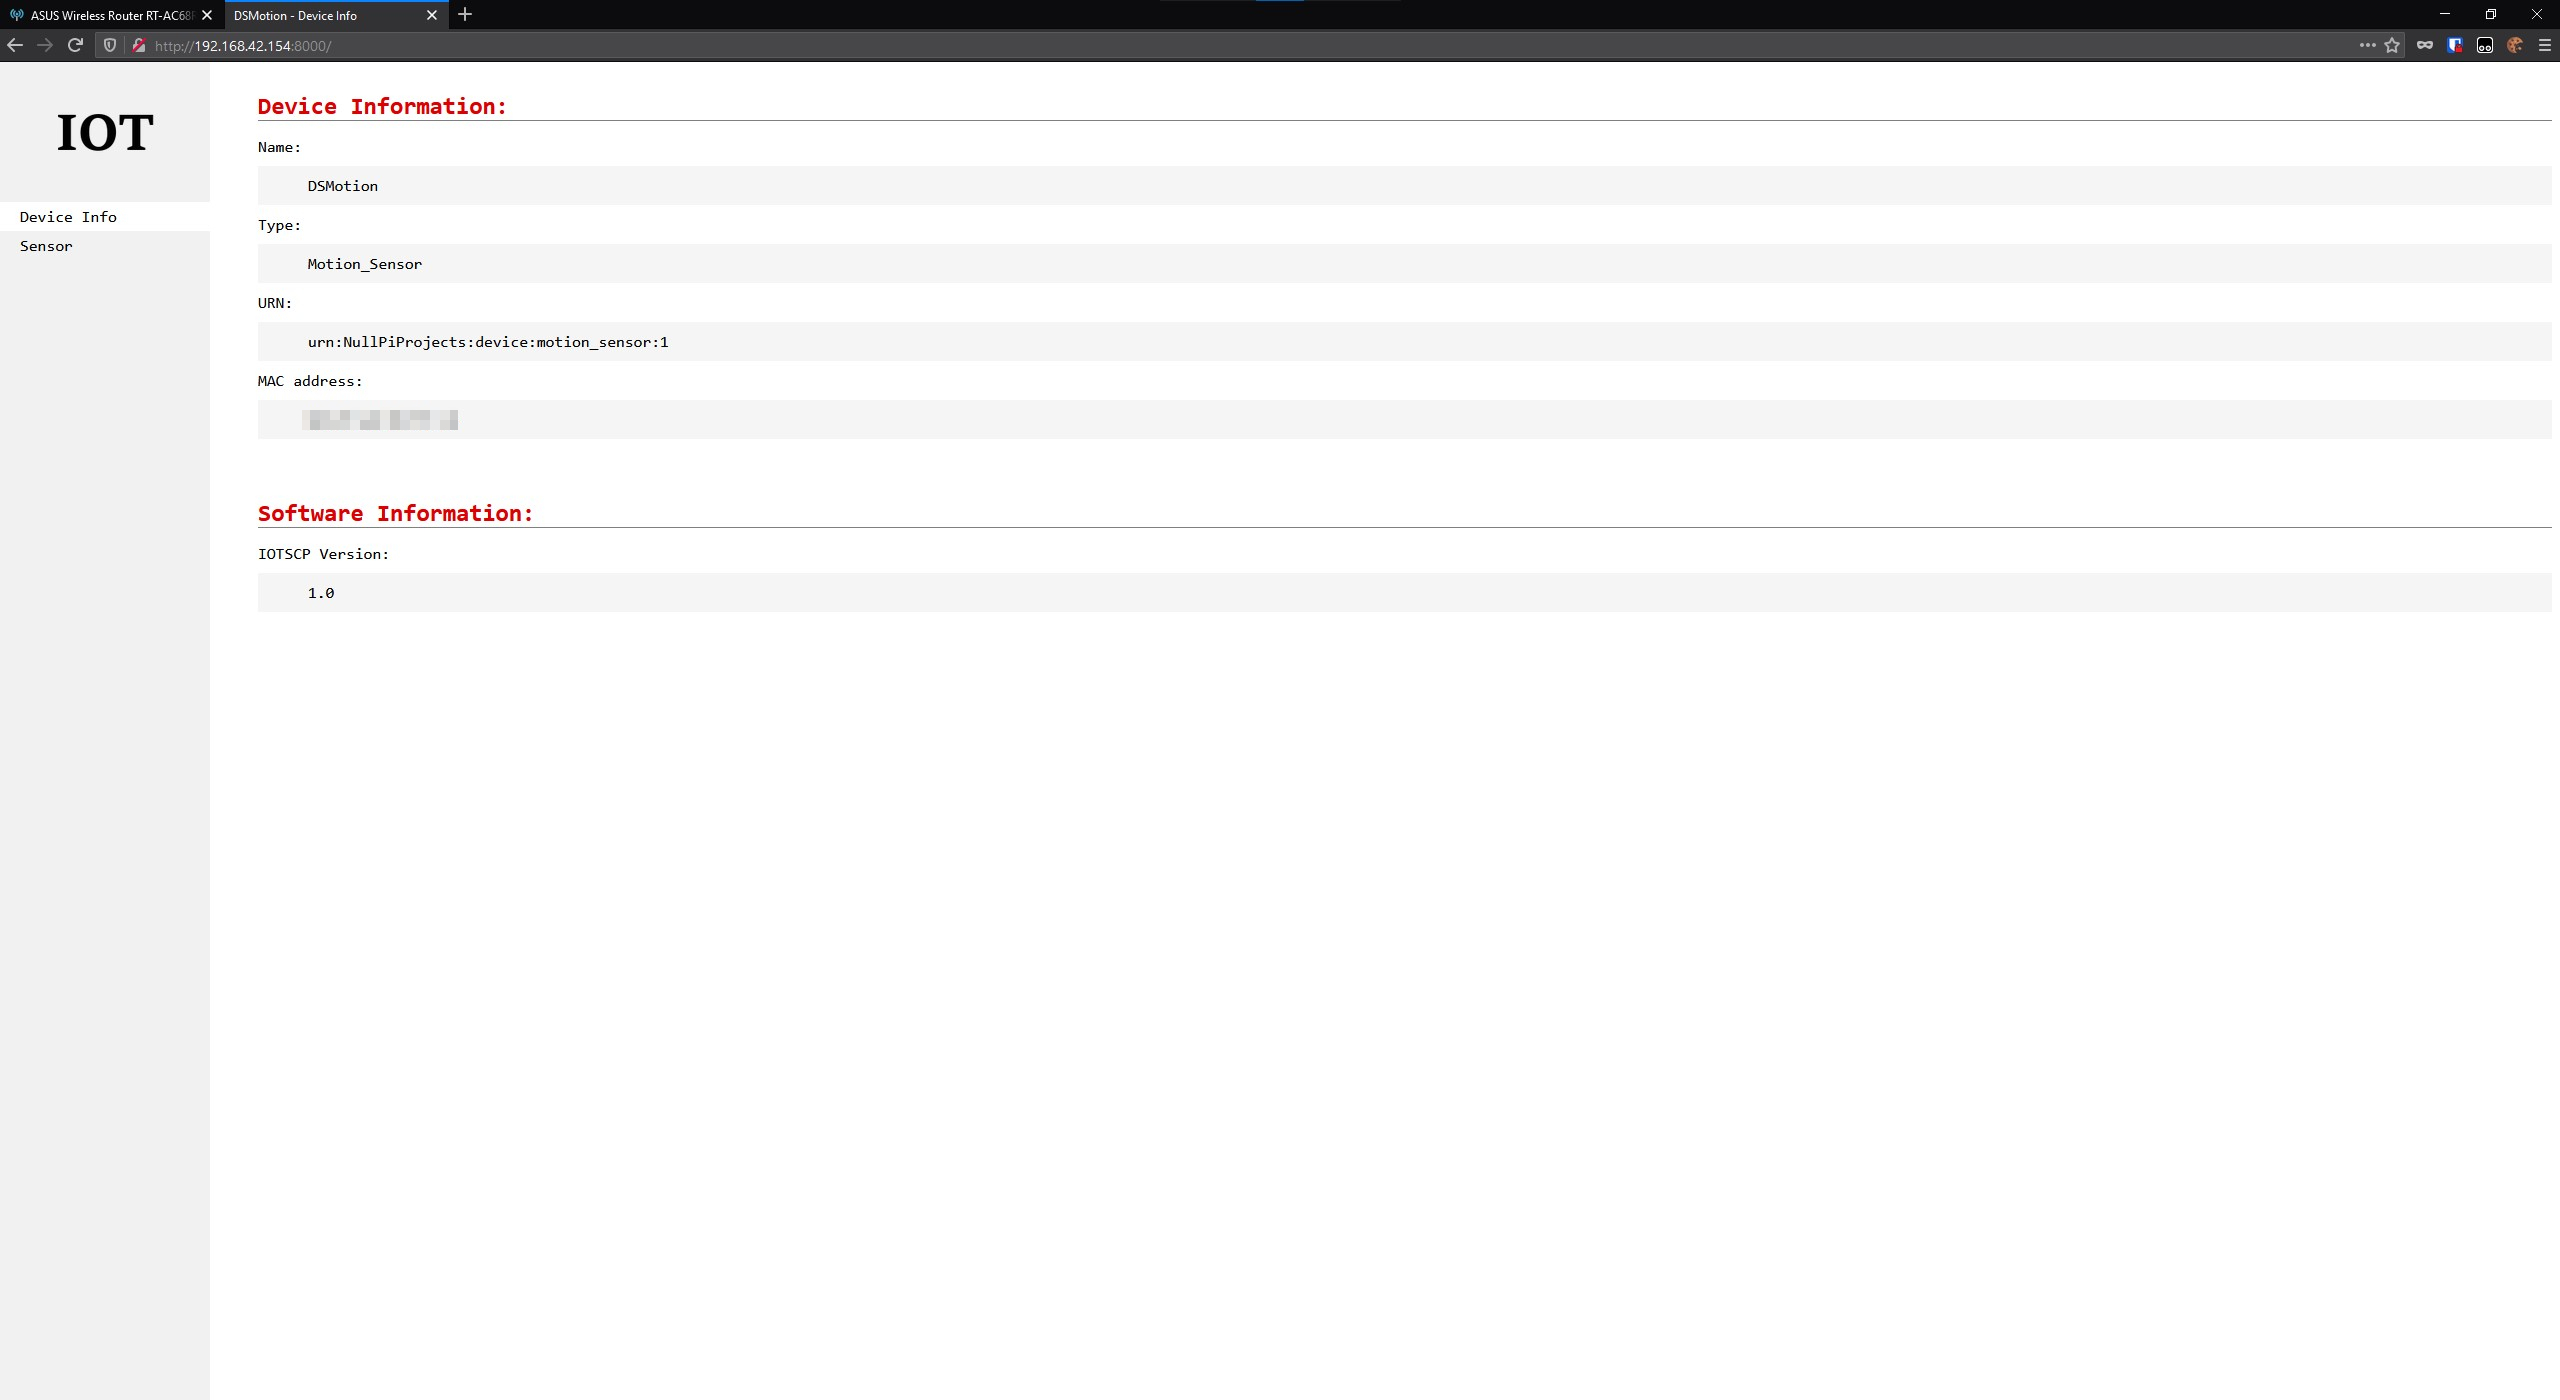 ASUS Wireless Router RT-AC68
DSMotion - Device Info
http://192.168.42.154:8000/
IOT
Device Info
Sensor
Device Information:
Name:
DSMotion
Type:
Motion_Sensor
URN:
urn:NullPiProjects:device:motion_sensor:1
MAC address:
Software Information:
IOTSCP Version:
1.0